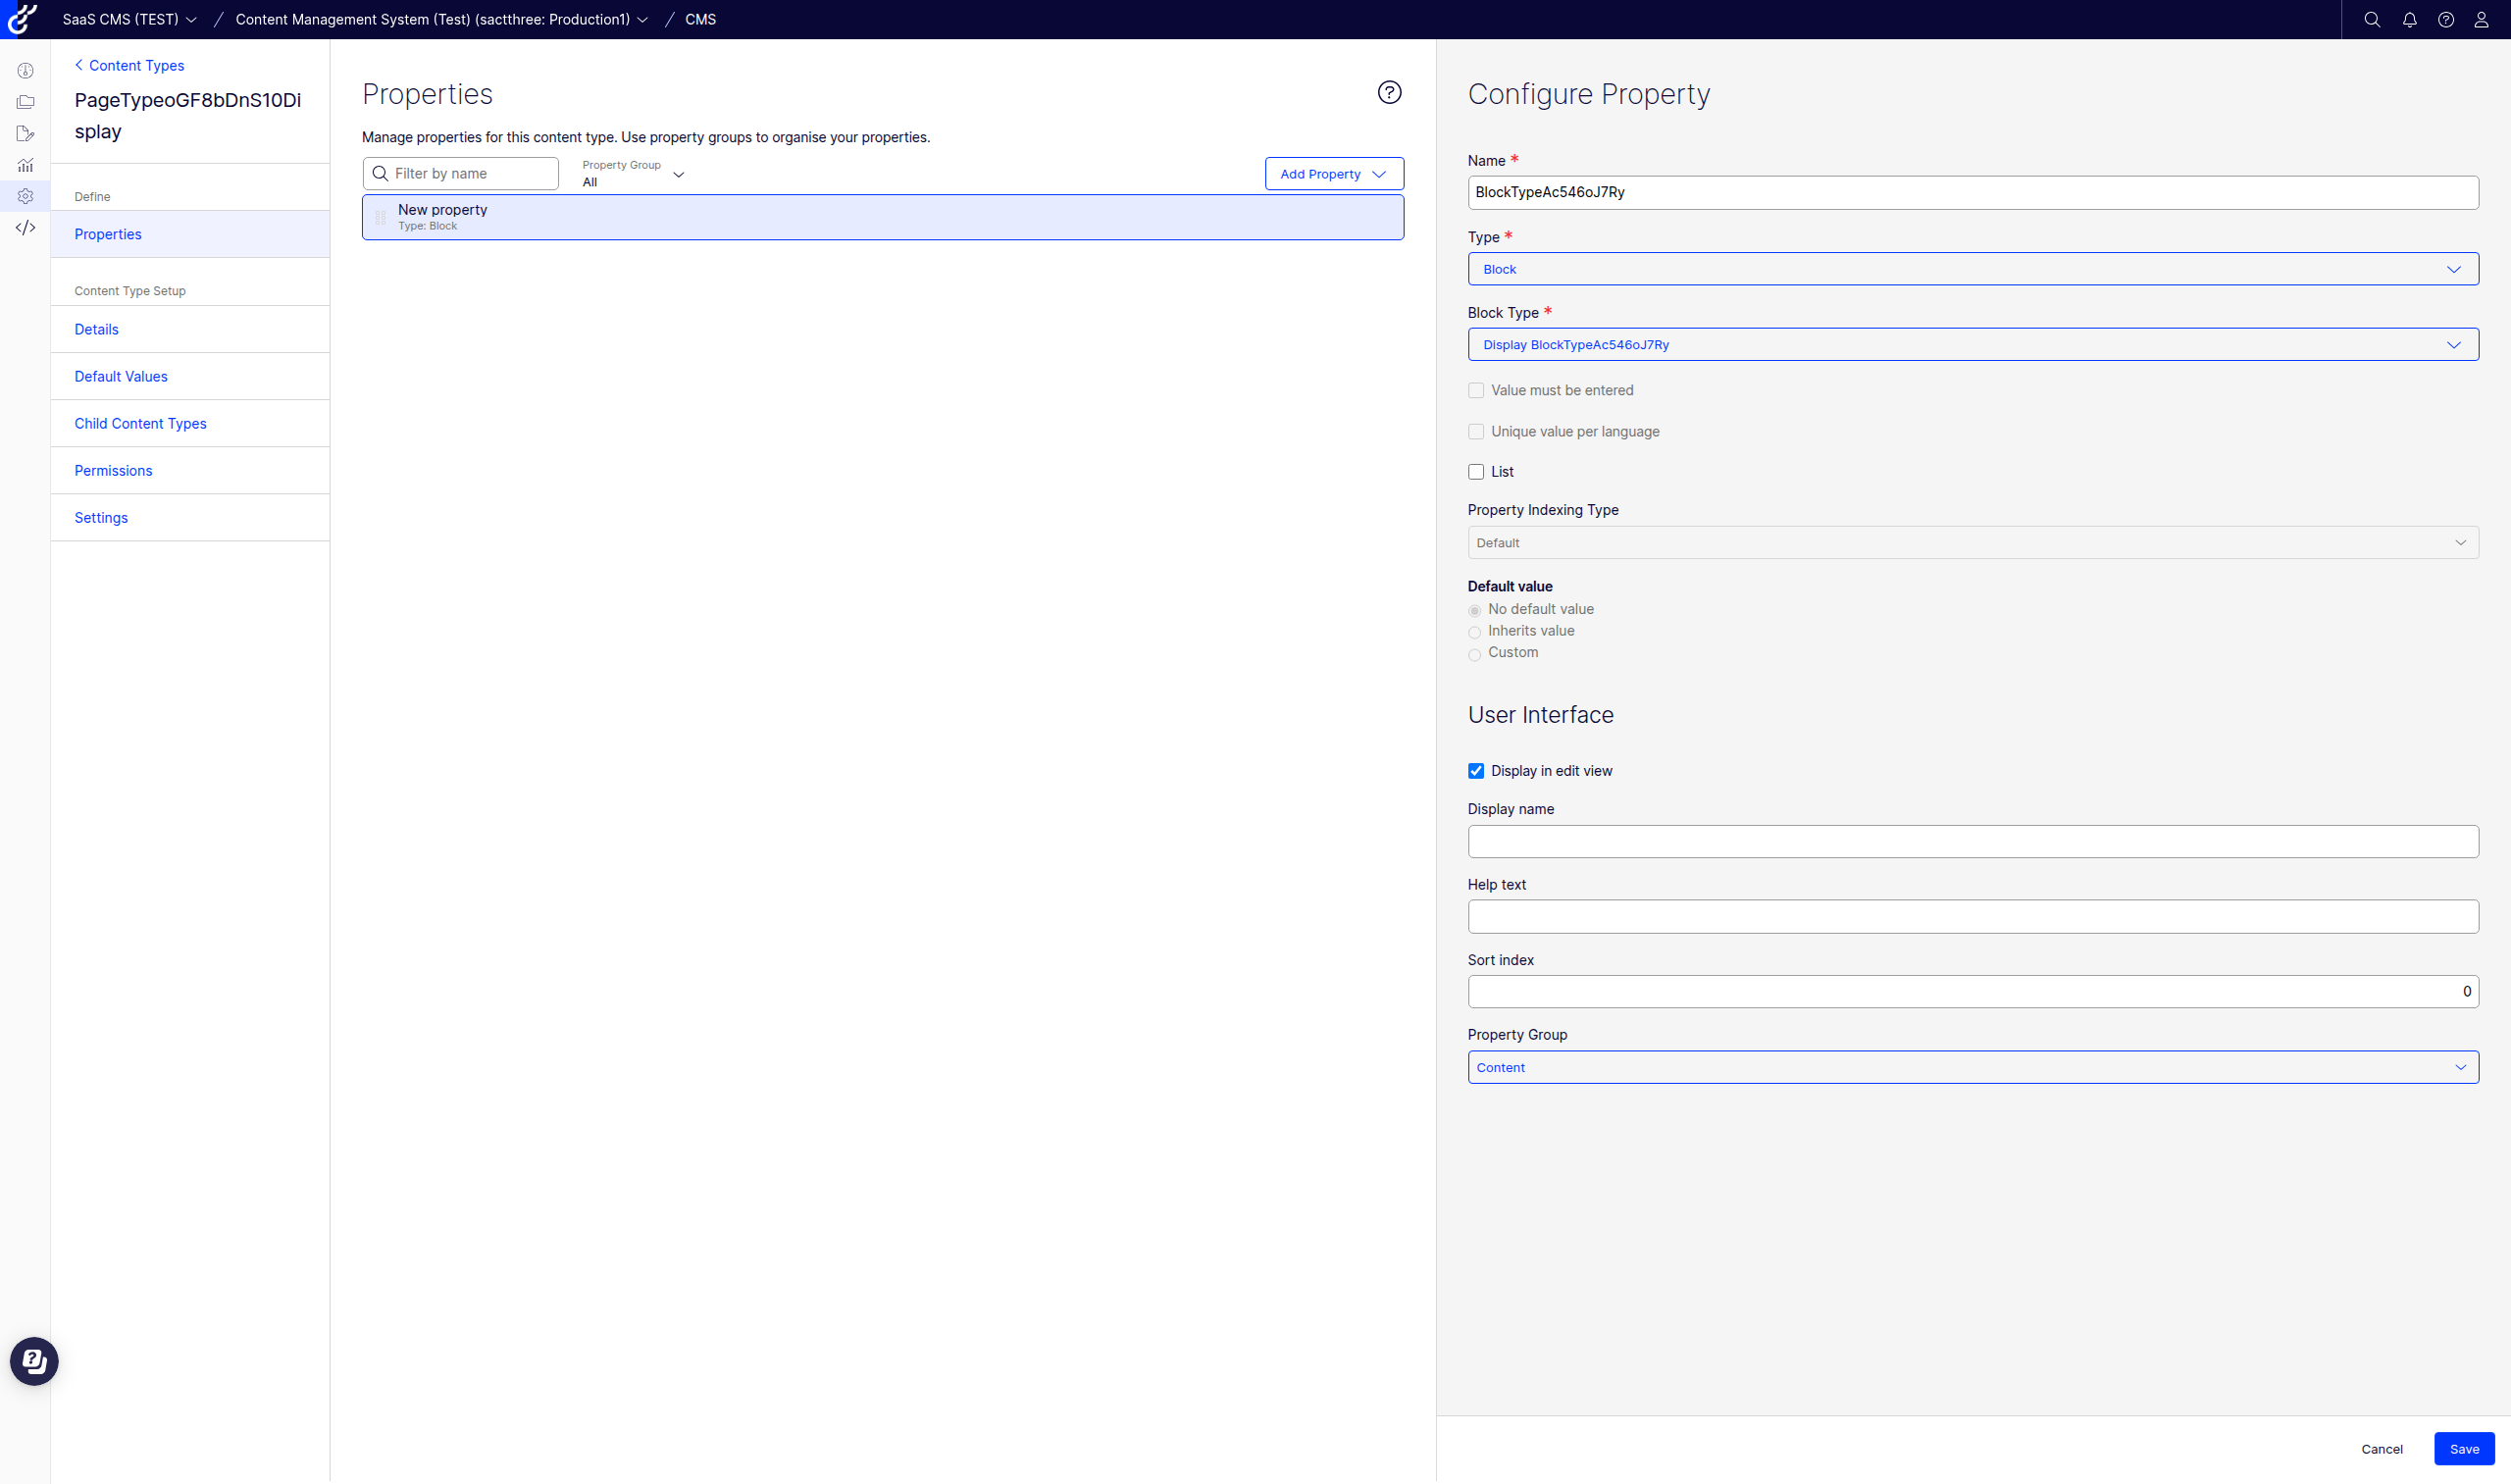 SaaS CMS (TEST) / Content Management System (Test) (sactthree: Production1) / CMS
Content Types
PageTypeoGF8bDnS10Di
splay
Define
Properties
Content Type Setup
Details
Default Values
Child Content Types
Permissions
Settings
Properties
Manage properties for this content type. Use property groups to organise your properties.
Filter by name
Property Group
All
Add Property
New property
Type: Block
Configure Property
Name *
BlockTypeAc546oJ7Ry
Type *
Block
Block Type *
Display BlockTypeAc546oJ7Ry
Value must be entered
Unique value per language
List
Property Indexing Type
Default
Default value
No default value
Inherits value
Custom
User Interface
Display in edit view
Display name
Help text
Sort index
0
Property Group
Content
Cancel
Save